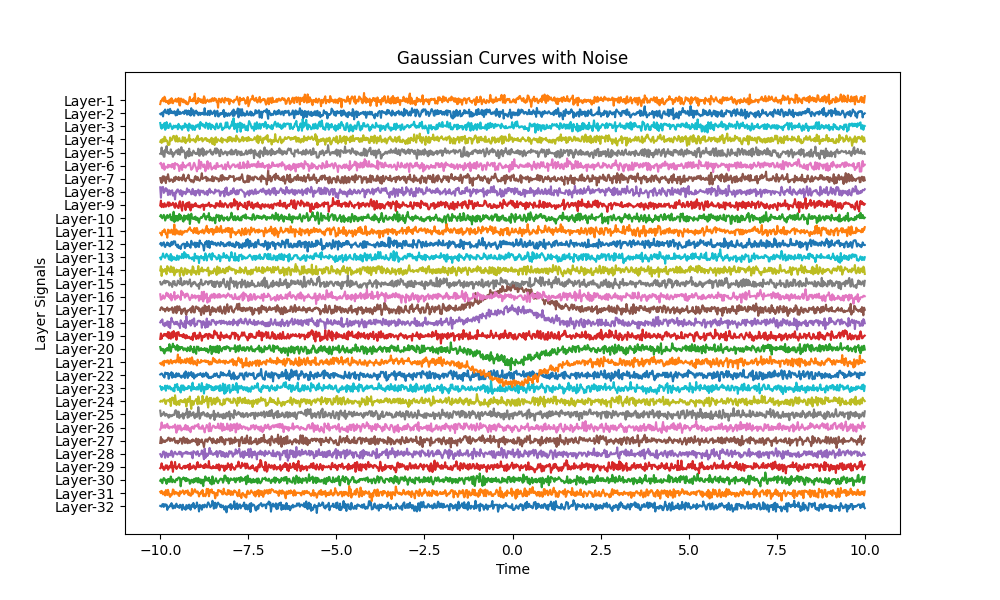 Gaussian Curves with Noise
Layer Signals
Layer-1
Layer-2
Layer-3
Layer-4
Layer-5
Layer-6
Layer-7
Layer-8
Layer-9
Layer-10
Layer-11
Layer-12
Layer-13
Layer-14
Layer-15
Layer-16
Layer-17
Layer-18
Layer-19
Layer-20
Layer-21
Layer-22
Layer-23
Layer-24
Layer-25
Layer-26
Layer-27
Layer-28
Layer-29
Layer-30
Layer-31
Layer-32
−10.0 −7.5 −5.0 −2.5 0.0 2.5 5.0 7.5 10.0
Time